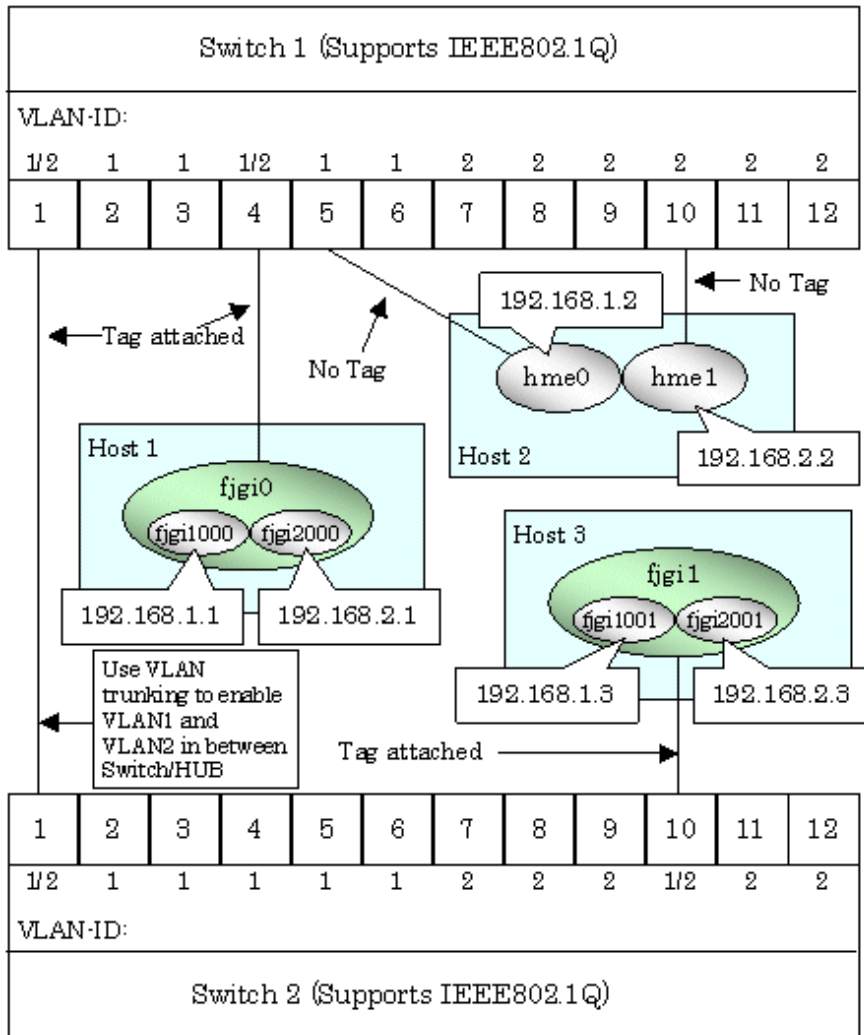 Switch 1 (Supports IEEE802.1Q)
VLAN-ID:
1/2 1 1 1/2 1 1 2 2 2 2 2 2
1 2 3 4 5 6 7 8 9 10 11 12
No Tag
192.168.1.2
Tag attached
No Tag
hme0 hme1
Host 1
Host 2
192.168.2.2
fjgi0
fjgi1000 fjgi2000
Host 3
fjgi1
192.168.1.1 192.168.2.1
fjgi1001 fjgi2001
Use VLAN
trunking to enable
VLAN1 and
VLAN2 in between
Switch/HUB
192.168.1.3 192.168.2.3
Tag attached
1 2 3 4 5 6 7 8 9 10 11 12
1/2 1 1 1 1 1 2 2 2 1/2 2 2
VLAN-ID:
Switch 2 (Supports IEEE802.1Q)